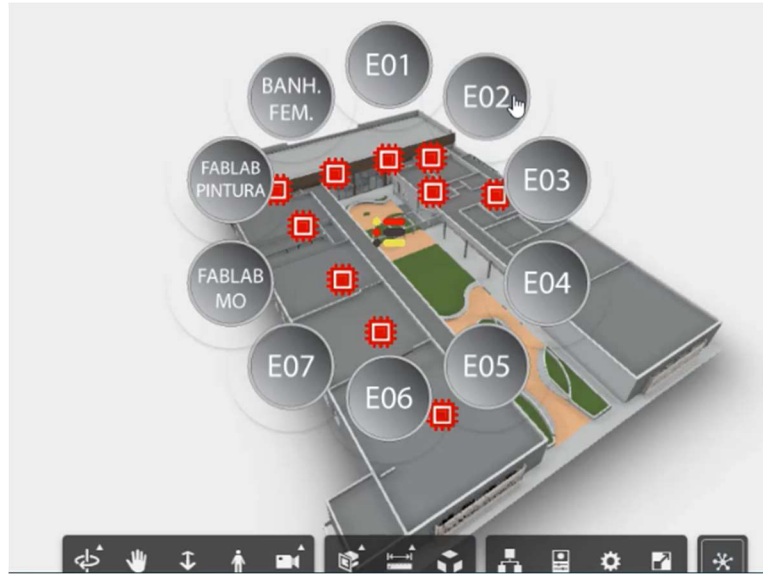 E01
BANH.
FEM.
E02
FABLAB
PINTURA
E03
FABLAB
MO
E04
E07
E06
E05